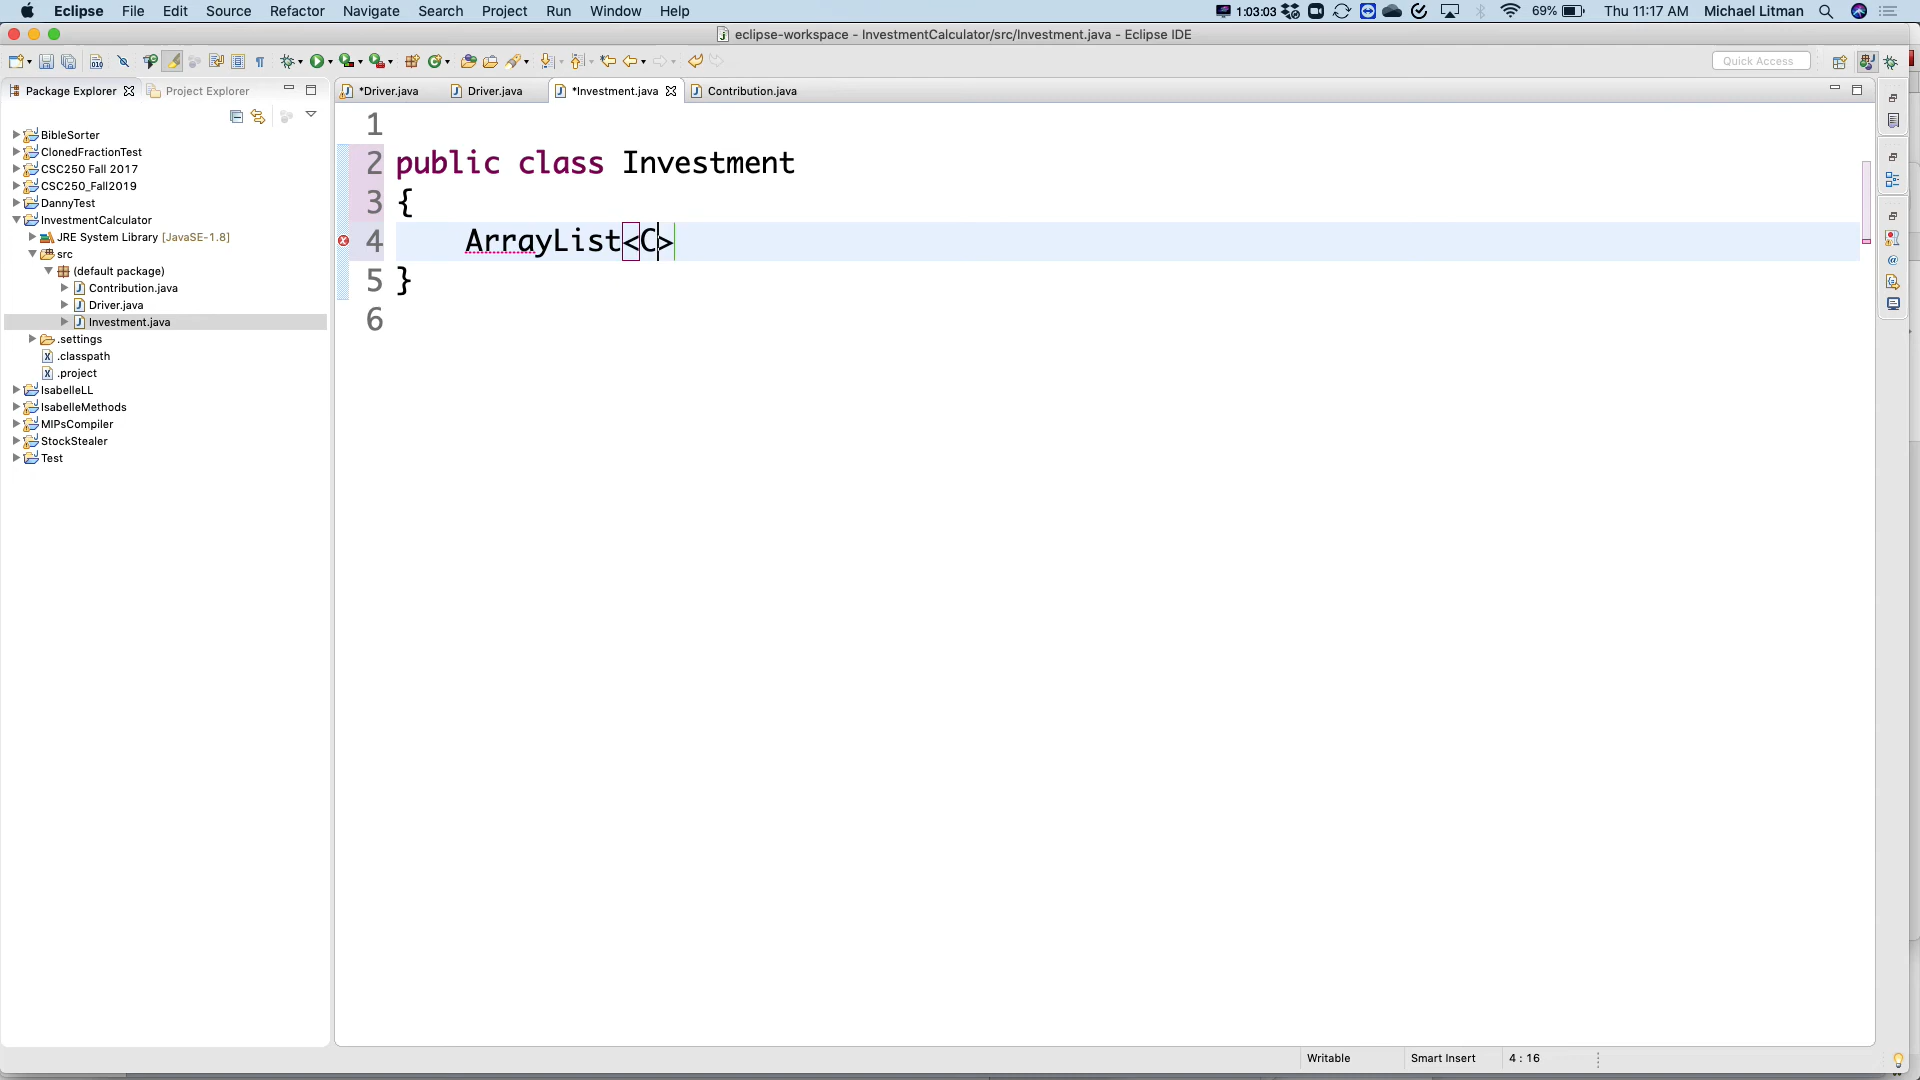 Eclipse File Edit Source Refactor Navigate Search Project Run Window Help 1:03:03 69% Thu 11:17 AM Michael Litman
eclipse-workspace - InvestmentCalculator/src/Investment.java - Eclipse IDE
Quick Access
Package Explorer Project Explorer
*Driver.java Driver.java *Investment.java Contribution.java
BibleSorter
ClonedFractionTest
CSC250 Fall 2017
CSC250_Fall2019
DannyTest
InvestmentCalculator
JRE System Library [JavaSE-1.8]
src
(default package)
Contribution.java
Driver.java
Investment.java
.settings
.classpath
.project
IsabelleLL
IsabelleMethods
MIPsCompiler
StockStealer
Test
1
2 public class Investment
3 {
4 ArrayList<C>
5 }
6
Writable Smart Insert 4 : 16